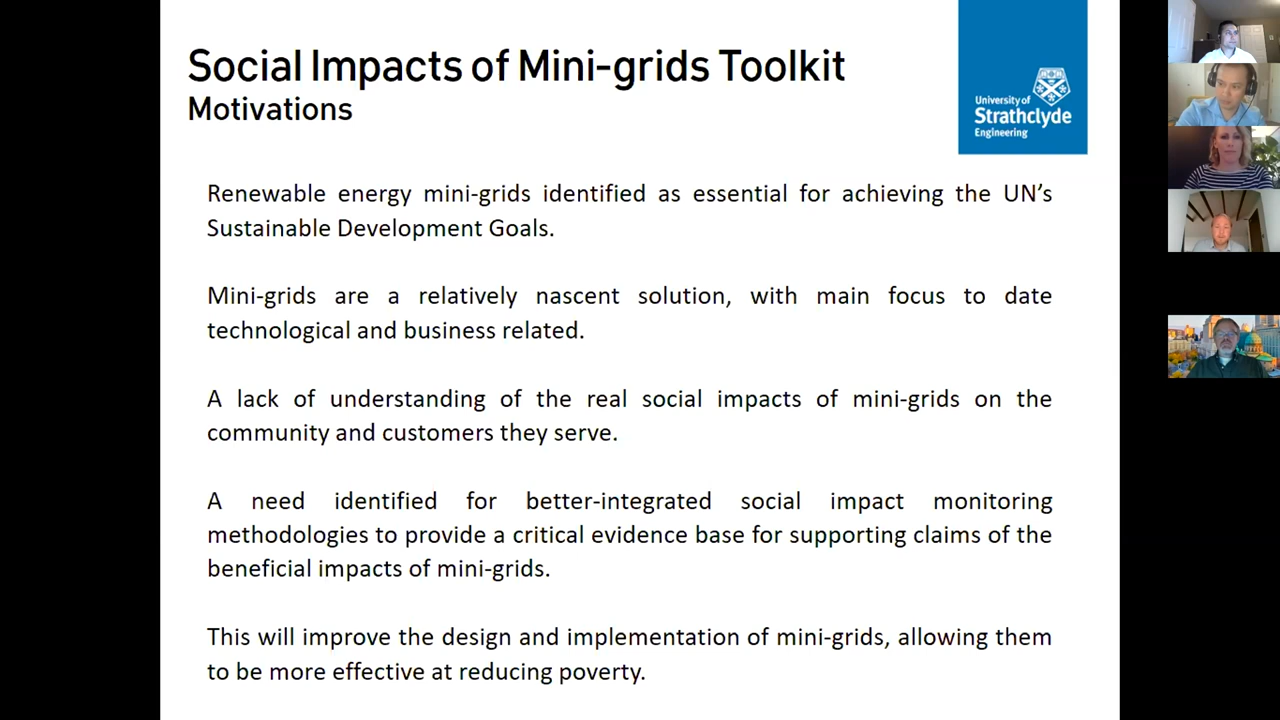 Social Impacts of Mini-grids Toolkit
Motivations
University of
Strathclyde
Engineering
Renewable energy mini-grids identified as essential for achieving the UN’s
Sustainable Development Goals.
Mini-grids are a relatively nascent solution, with main focus to date
technological and business related.
A lack of understanding of the real social impacts of mini-grids on the
community and customers they serve.
A need identified for better-integrated social impact monitoring
methodologies to provide a critical evidence base for supporting claims of the
beneficial impacts of mini-grids.
This will improve the design and implementation of mini-grids, allowing them
to be more effective at reducing poverty.